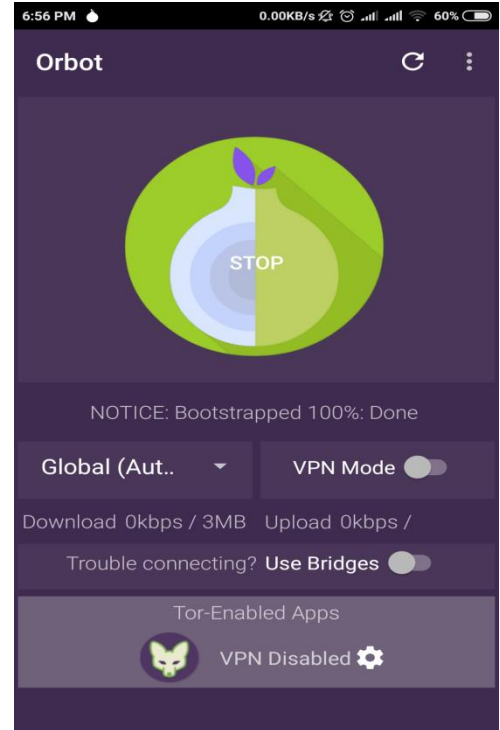 6:56 PM 0.00KB/s 60%
Orbot
STOP
NOTICE: Bootstrapped 100%: Done
Global (Aut.. VPN Mode
Download 0kbps / 3MB Upload 0kbps /
Trouble connecting? Use Bridges
Tor-Enabled Apps
VPN Disabled